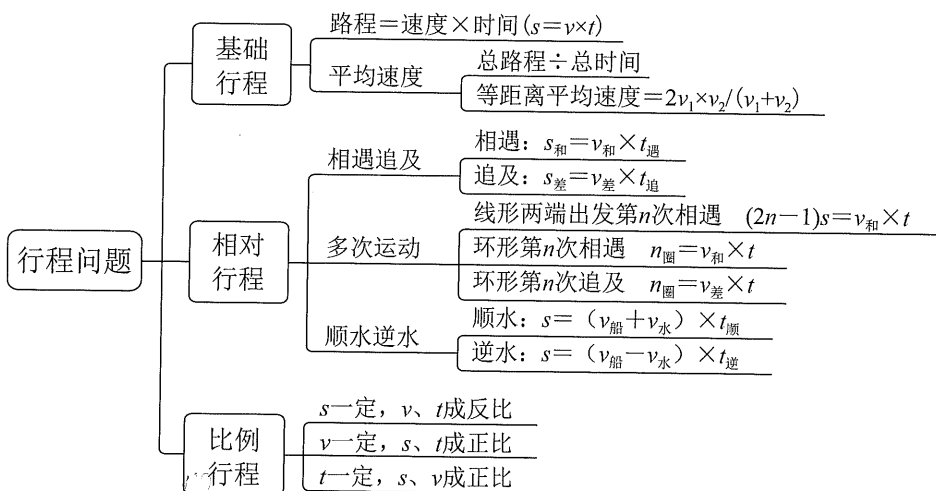 行程问题
基础
行程
路程＝速度×时间(s＝v×t)
平均速度
总路程÷总时间
等距离平均速度＝2v₁×v₂/(v₁+v₂)
相对
行程
相遇追及
相遇：s和＝v和×t遇
追及：s差＝v差×t追
多次运动
线形两端出发第n次相遇 (2n－1)s＝v和×t
环形第n次相遇 n圈＝v和×t
环形第n次追及 n圈＝v差×t
顺水逆水
顺水：s＝（v船＋v水）×t顺
逆水：s＝（v船－v水）×t逆
比例
行程
s一定，v、t成反比
v一定，s、t成正比
t一定，s、v成正比